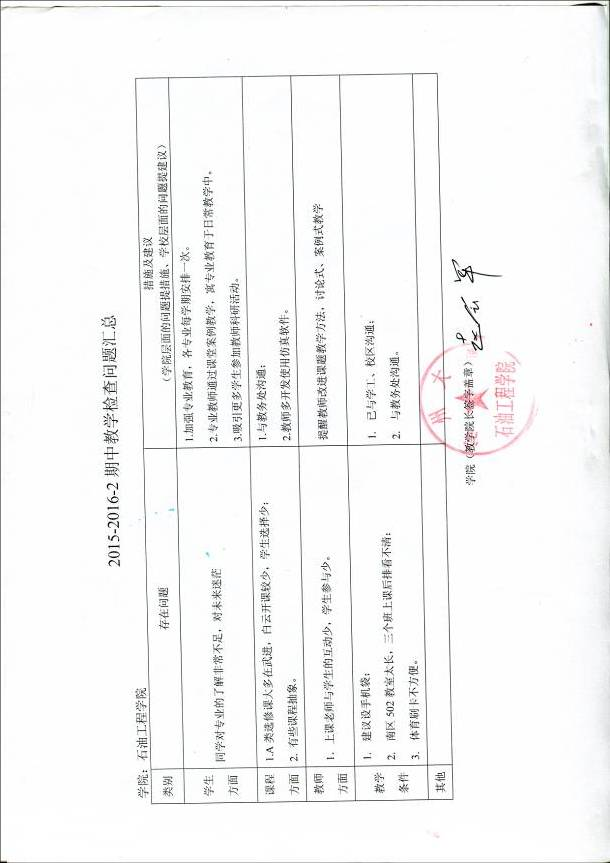 2015-2016-2 期中教学检查问题汇总
学院：石油工程学院
类别
存在问题
措施及建议
（学院层面的问题提措施、学校层面的问题提建议）
学生
方面
同学对专业的了解非常不足，对未来迷茫
1.加强专业教育，各专业每学期安排一次。
2.专业教师通过课堂案例教学，寓专业教育于日常教学中。
3.吸引更多学生参加教师科研活动。
课程
方面
1.A 类选修课大多在武进，白云开课较少，学生选择少；
2. 有些课程抽象。
1.与教务处沟通；
2.教师多开发使用仿真软件。
教师
方面
1. 上课老师与学生的互动少，学生参与少。
提醒教师改进课题教学方法，讨论式、案例式教学
教学
条件
1. 建议设手机袋；
2. 南区 502 教室太长，三个班上课后排看不清；
3. 体育刷卡不方便。
1. 已与学工、校区沟通；
2. 与教务处沟通。
其他
学院（教学院长签字盖章）
州大
石油工程学院